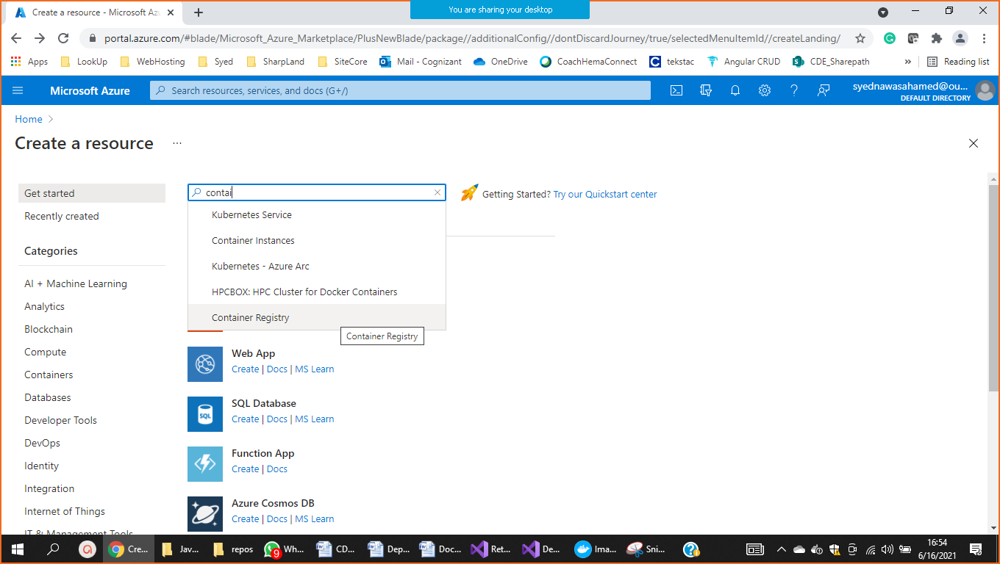 You are sharing your desktop
Create a resource - Microsoft Azu
portal.azure.com/#blade/Microsoft_Azure_Marketplace/PlusNewBlade/package//additionalConfig//dontDiscardJourney/true/selectedMenuItemId//createLanding/
Apps LookUp WebHosting Syed SharpLand SiteCore Mail - Cognizant OneDrive CoachHemaConnect tekstac Angular CRUD CDE_Sharepath » Reading list
Microsoft Azure
Search resources, services, and docs (G+/)
syednawasahamed@ou...
DEFAULT DIRECTORY
Home >
Create a resource ...
Get started
Recently created
Categories
AI + Machine Learning
Analytics
Blockchain
Compute
Containers
Databases
Developer Tools
DevOps
Identity
Integration
Internet of Things
IT & Management Tools
contai
Kubernetes Service
Container Instances
Kubernetes - Azure Arc
HPCBOX: HPC Cluster for Docker Containers
Container Registry
Container Registry
Getting Started? Try our Quickstart center
Web App
Create | Docs | MS Learn
SQL
SQL Database
Create | Docs | MS Learn
Function App
Create | Docs
Azure Cosmos DB
Create | Docs | MS Learn
Cre... Jav... repos 9 Wh... CD... Dep... Doc... Ret... De... Ima... Sni...
16:54
6/16/2021